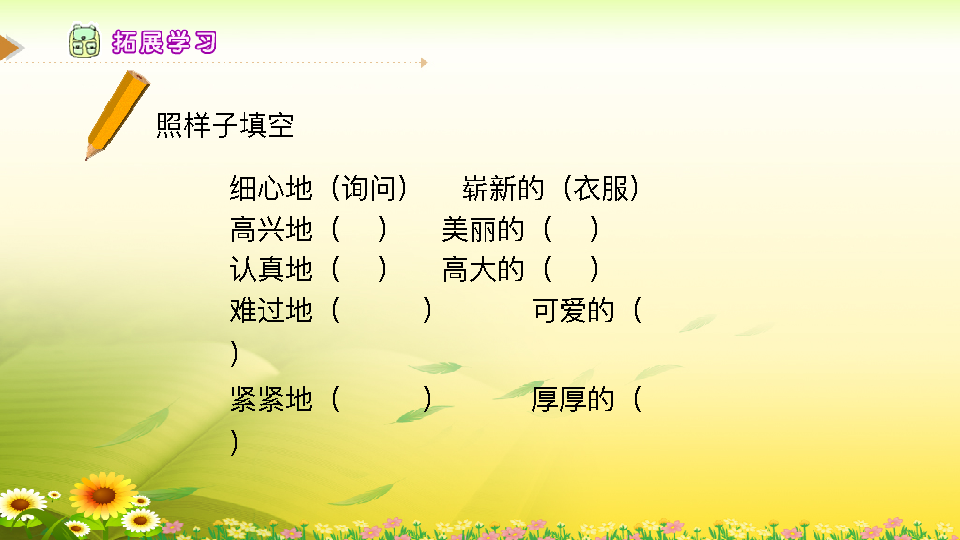 拓展学习
照样子填空
细心地（询问） 崭新的（衣服）
高兴地（ ） 美丽的（ ）
认真地（ ） 高大的（ ）
难过地（ ） 可爱的（
）
紧紧地（ ） 厚厚的（
）